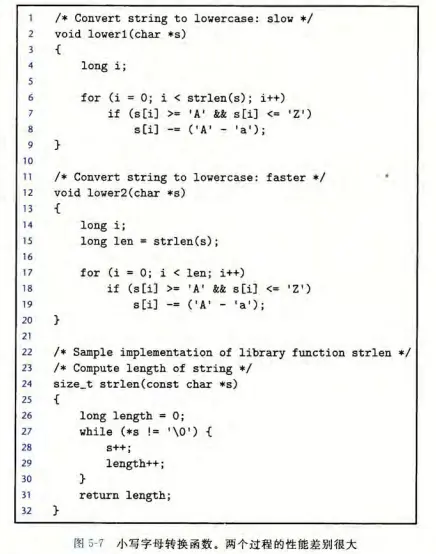 1 /* Convert string to lowercase: slow */
2 void lower1(char *s)
3 {
4     long i;
5
6     for (i = 0; i < strlen(s); i++)
7         if (s[i] >= 'A' && s[i] <= 'Z')
8             s[i] -= ('A' - 'a');
9 }
10
11 /* Convert string to lowercase: faster */
12 void lower2(char *s)
13 {
14     long i;
15     long len = strlen(s);
16
17     for (i = 0; i < len; i++)
18         if (s[i] >= 'A' && s[i] <= 'Z')
19             s[i] -= ('A' - 'a');
20 }
21
22 /* Sample implementation of library function strlen */
23 /* Compute length of string */
24 size_t strlen(const char *s)
25 {
26     long length = 0;
27     while (*s != '\0') {
28         s++;
29         length++;
30     }
31     return length;
32 }
图 5-7 小写字母转换函数。两个过程的性能差别很大